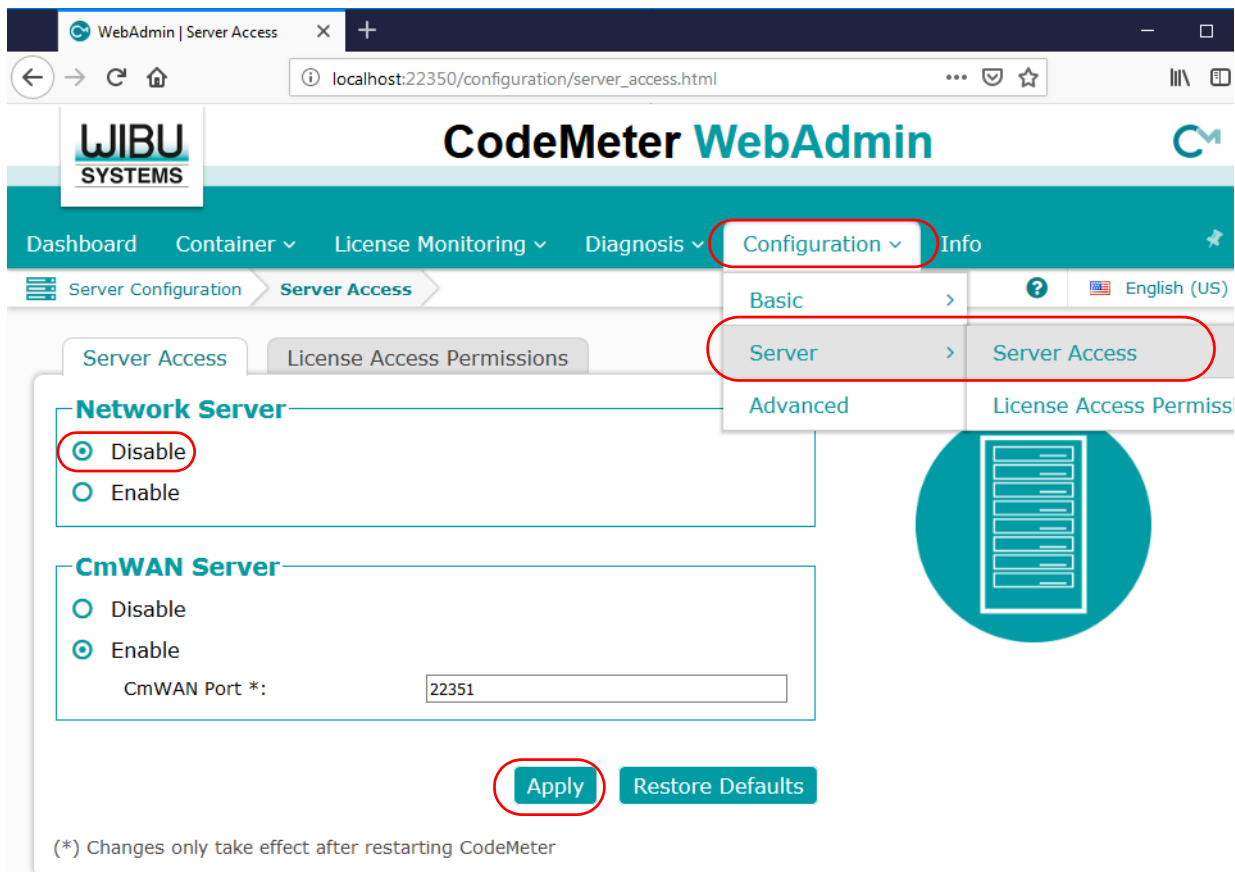 WebAdmin | Server Access
localhost:22350/configuration/server_access.html
WIBU
SYSTEMS
CodeMeter WebAdmin
Dashboard Container License Monitoring Diagnosis Configuration Info
Server Configuration Server Access
English (US)
Basic
Server
Advanced
Server Access
License Access Permissi
Server Access License Access Permissions
Network Server
Disable
Enable
CmWAN Server
Disable
Enable
CmWAN Port *: 22351
Apply Restore Defaults
(*) Changes only take effect after restarting CodeMeter